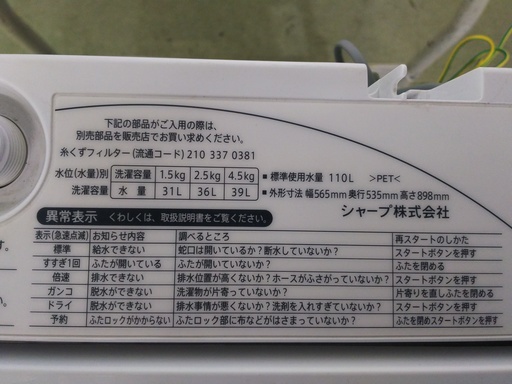 下記の部品がご入用の際は、
別売部品を販売店でお買い求めください。
糸くずフィルター(流通コード) 210 337 0381
水位(水量)別 洗濯容量 1.5kg 2.5kg 4.5kg
洗濯容量 水量 31L 36L 39L
■標準使用水量 110L >PET<
■外形寸法 幅565mm奥行535mm高さ898mm
シャープ株式会社
異常表示 くわしくは、取扱説明書をご覧ください。
表示(急速点滅) お知らせ内容 調べるところ 再スタートのしかた
標準 給水できない 蛇口は開いているか?断水していないか? スタートボタンを押す
すすぎ1回 ふたが開いている ふたが開いていないか? ふたを閉める
倍速 排水できない 排水位置が高くないか?ホースがふさがっていないか? スタートボタンを押す
ガンコ 脱水ができない 洗濯物が片寄っていないか? 片寄りを直しふたを閉める
ドライ 脱水ができない 排水事情が悪くないか?洗剤を入れすぎていないか? スタートボタンを押す
予約 ふたロックがかからない ふたロック部に布などがはさまっていないか? ふたを閉めスタートボタンを押す
す。